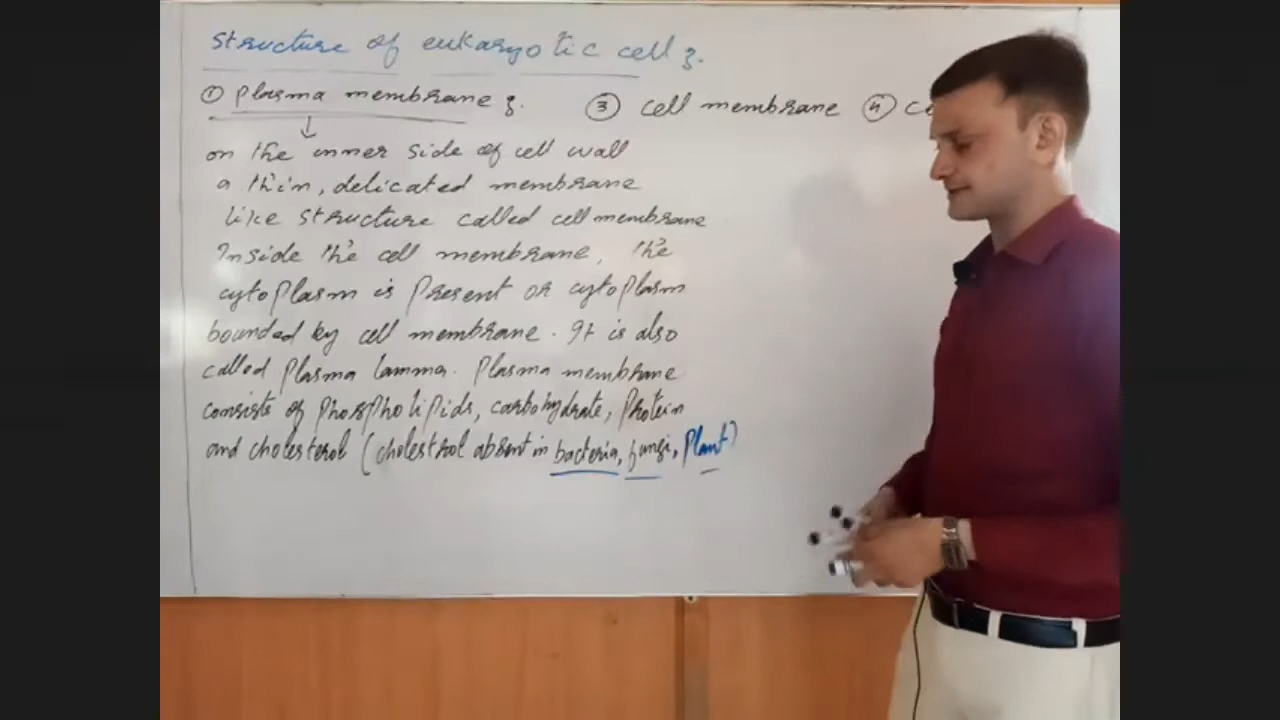 Structure of eukaryotic cell :
① Plasma membrane : ③ cell membrane ④ ce
↓
on the inner side of cell wall
a thin, delicated membrane
like structure called cell membrane
Inside the cell membrane, the
cytoplasm is Present or cytoplasm
bounded by cell membrane. It is also
called Plasma lamma. Plasma membrane
consists of Phospholipids, carbohydrate, Protein
and cholesterol (cholestrol absent in bacteria, fungi, Plant)